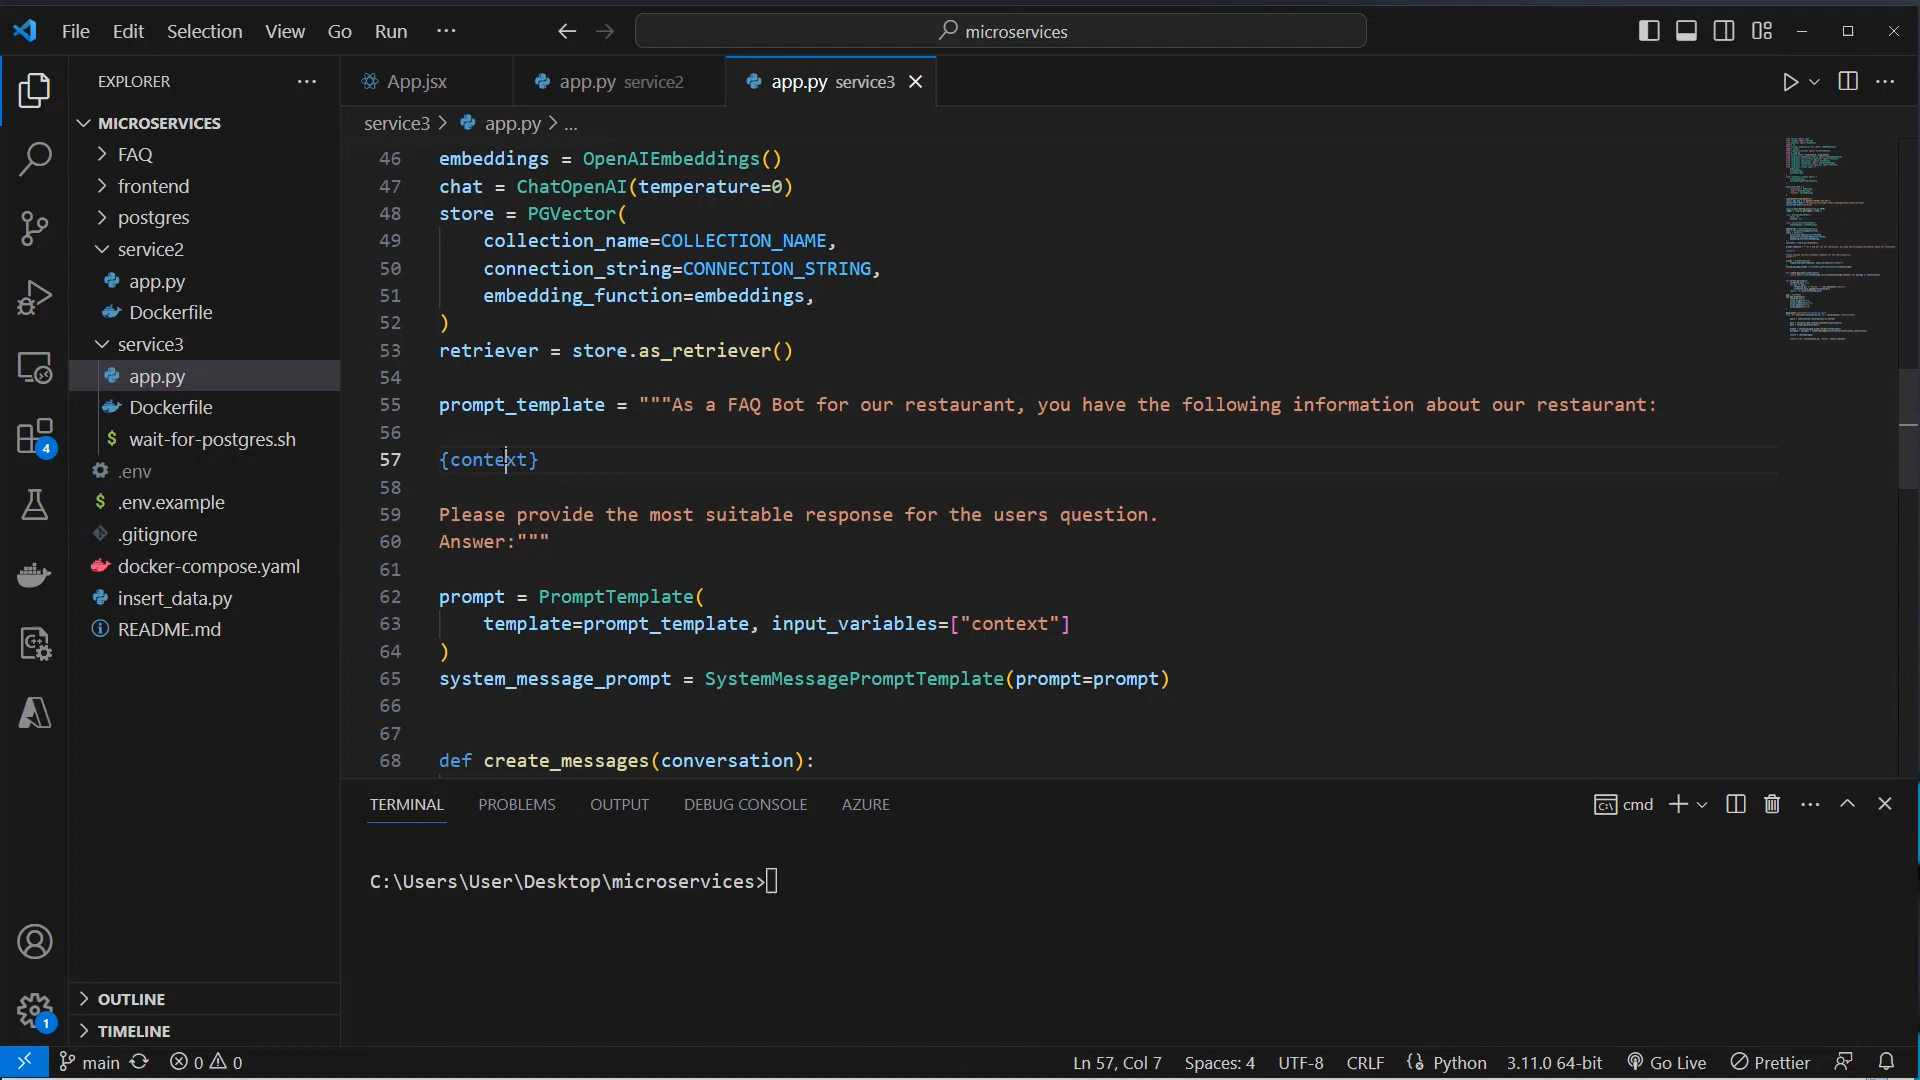 File Edit Selection View Go Run ··· microservices
EXPLORER ··· App.jsx app.py service2 app.py service3
MICROSERVICES
service3 > app.py > ...
FAQ
frontend
postgres
service2
app.py
Dockerfile
service3
app.py
Dockerfile
wait-for-postgres.sh
.env
.env.example
.gitignore
docker-compose.yaml
insert_data.py
README.md
46 embeddings = OpenAIEmbeddings()
47 chat = ChatOpenAI(temperature=0)
48 store = PGVector(
49 collection_name=COLLECTION_NAME,
50 connection_string=CONNECTION_STRING,
51 embedding_function=embeddings,
52 )
53 retriever = store.as_retriever()
54
55 prompt_template = """As a FAQ Bot for our restaurant, you have the following information about our restaurant:
56
57 {context}
58
59 Please provide the most suitable response for the users question.
60 Answer:"""
61
62 prompt = PromptTemplate(
63 template=prompt_template, input_variables=["context"]
64 )
65 system_message_prompt = SystemMessagePromptTemplate(prompt=prompt)
66
67
68 def create_messages(conversation):
4
TERMINAL PROBLEMS OUTPUT DEBUG CONSOLE AZURE cmd
C:\Users\User\Desktop\microservices>
OUTLINE
1
TIMELINE
main 0 0 Ln 57, Col 7 Spaces: 4 UTF-8 CRLF Python 3.11.0 64-bit Go Live Prettier